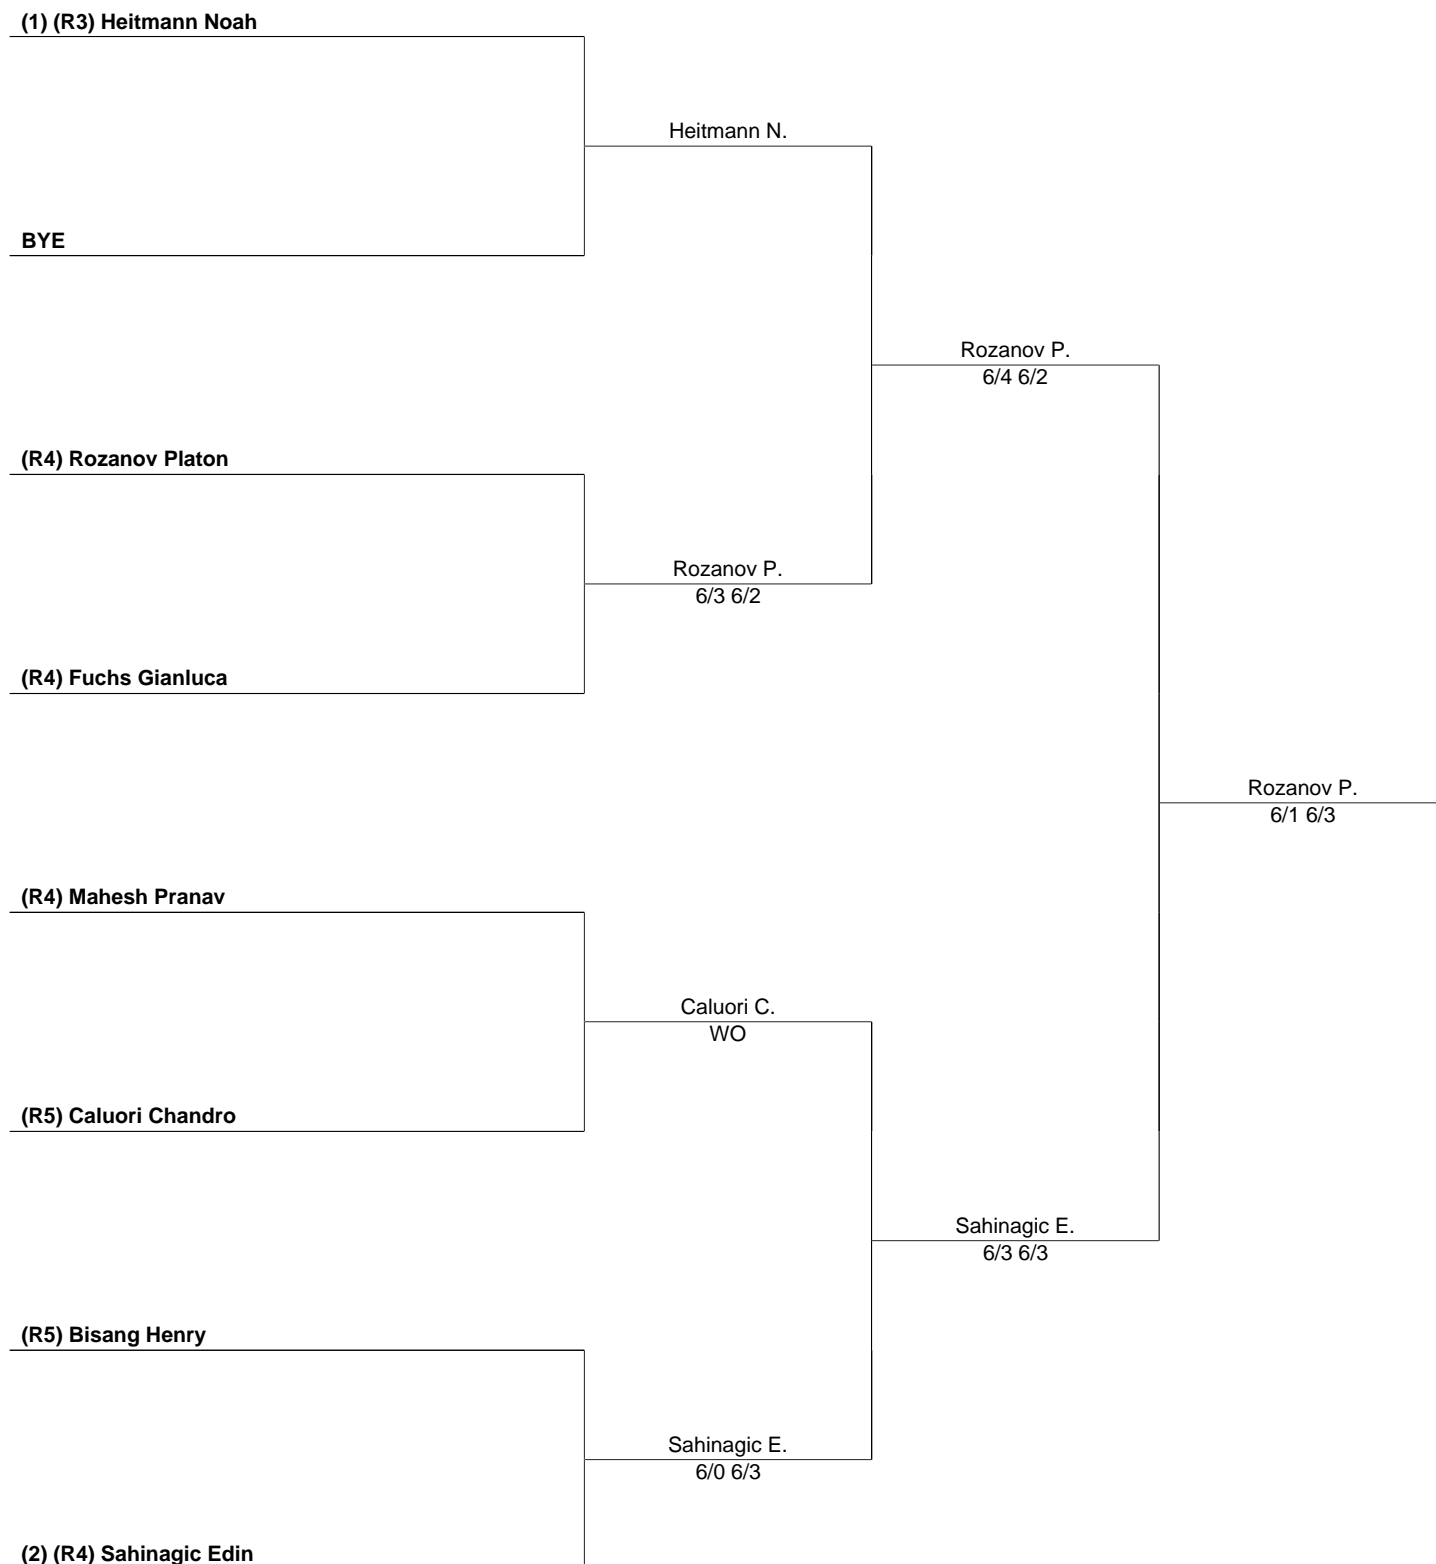 (1) (R3) Heitmann Noah
Heitmann N.
BYE
Rozanov P.
6/4 6/2
(R4) Rozanov Platon
Rozanov P.
6/3 6/2
(R4) Fuchs Gianluca
Rozanov P.
6/1 6/3
(R4) Mahesh Pranav
Caluori C.
WO
(R5) Caluori Chandro
Sahinagic E.
6/3 6/3
(R5) Bisang Henry
Sahinagic E.
6/0 6/3
(2) (R4) Sahinagic Edin